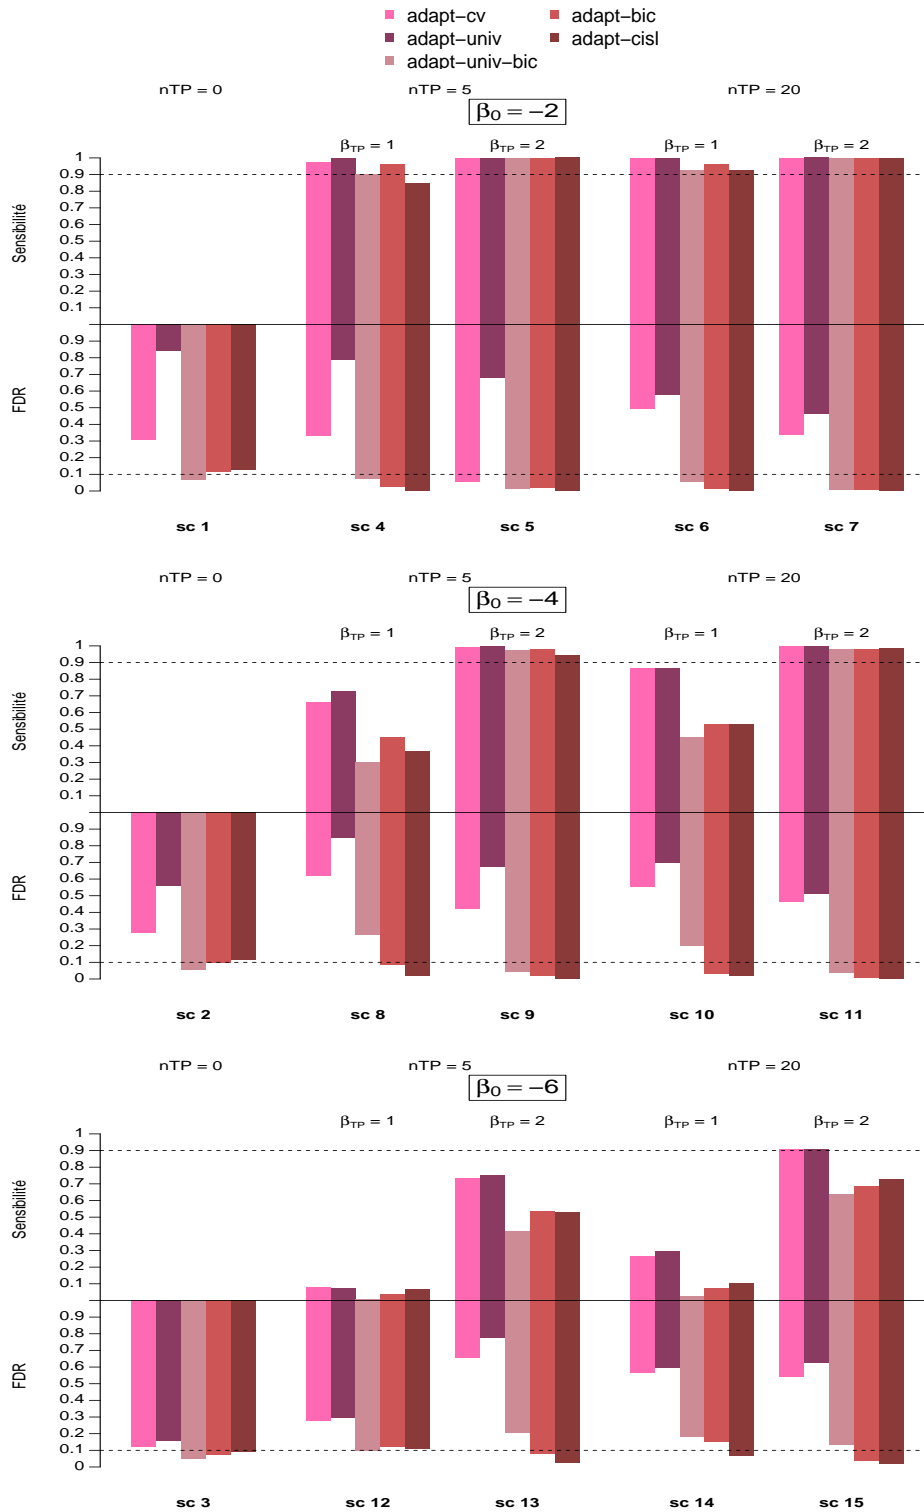 adapt−cv adapt−bic
adapt−univ adapt−cisl
adapt−univ−bic
nTP = 0 nTP = 5 nTP = 20
β0 = −2
βTP = 1 βTP = 2 βTP = 1 βTP = 2
Sensibilité
1
0.9
0.8
0.7
0.6
0.5
0.4
0.3
0.2
0.1
FDR
0.9
0.8
0.7
0.6
0.5
0.4
0.3
0.2
0.1
0
sc 1 sc 4 sc 5 sc 6 sc 7
nTP = 0 nTP = 5 nTP = 20
β0 = −4
βTP = 1 βTP = 2 βTP = 1 βTP = 2
Sensibilité
1
0.9
0.8
0.7
0.6
0.5
0.4
0.3
0.2
0.1
FDR
0.9
0.8
0.7
0.6
0.5
0.4
0.3
0.2
0.1
0
sc 2 sc 8 sc 9 sc 10 sc 11
nTP = 0 nTP = 5 nTP = 20
β0 = −6
βTP = 1 βTP = 2 βTP = 1 βTP = 2
Sensibilité
1
0.9
0.8
0.7
0.6
0.5
0.4
0.3
0.2
0.1
FDR
0.9
0.8
0.7
0.6
0.5
0.4
0.3
0.2
0.1
0
sc 3 sc 12 sc 13 sc 14 sc 15